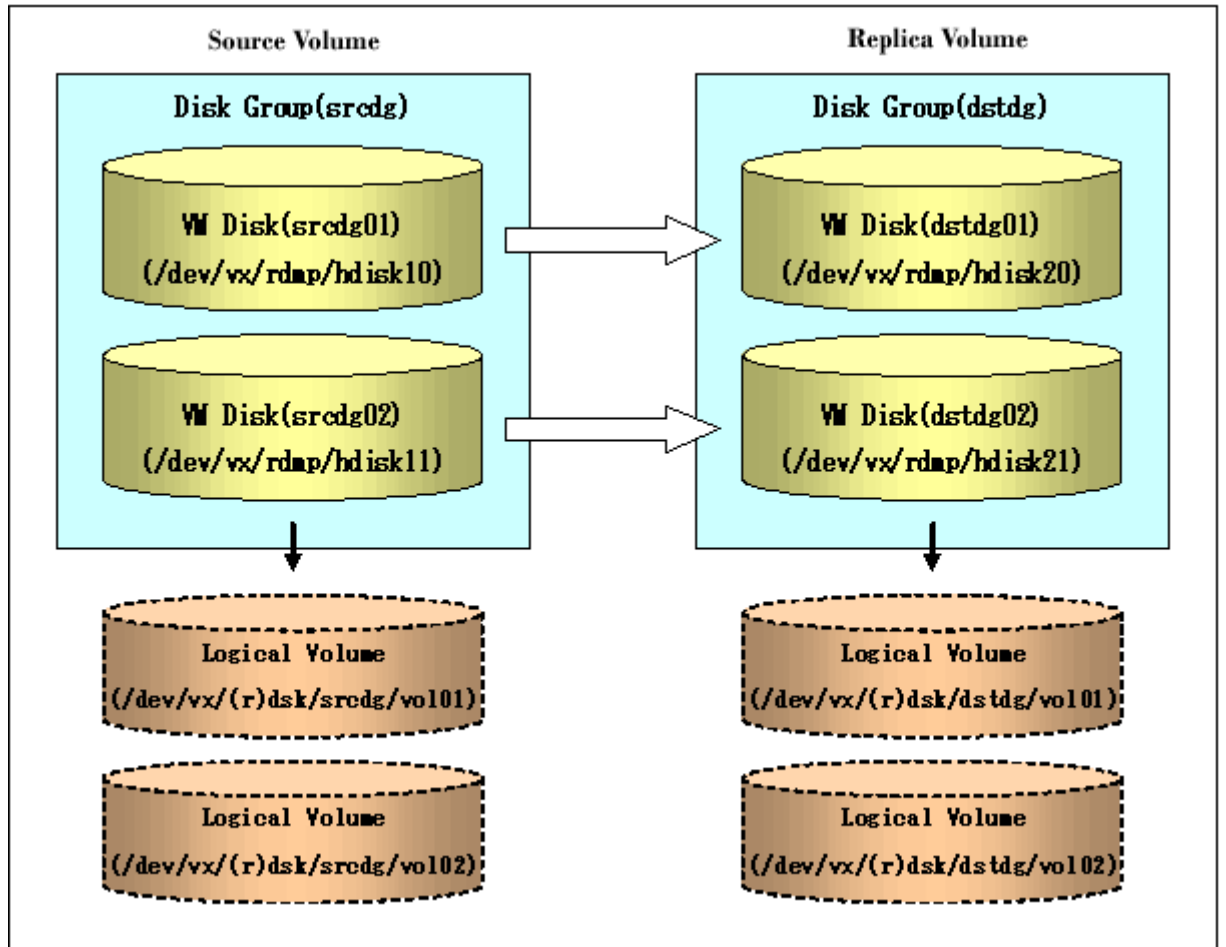 Source Volume
Disk Group(srcdg)
VM Disk(srcdg01)
(/dev/vx/rdmp/hdisk10)
VM Disk(srcdg02)
(/dev/vx/rdmp/hdisk11)
Logical Volume
(/dev/vx/(r)dsk/srcdg/vol01)
Logical Volume
(/dev/vx/(r)dsk/srcdg/vol02)
Replica Volume
Disk Group(dstdg)
VM Disk(dstdg01)
(/dev/vx/rdmp/hdisk20)
VM Disk(dstdg02)
(/dev/vx/rdmp/hdisk21)
Logical Volume
(/dev/vx/(r)dsk/dstdg/vol01)
Logical Volume
(/dev/vx/(r)dsk/dstdg/vol02)